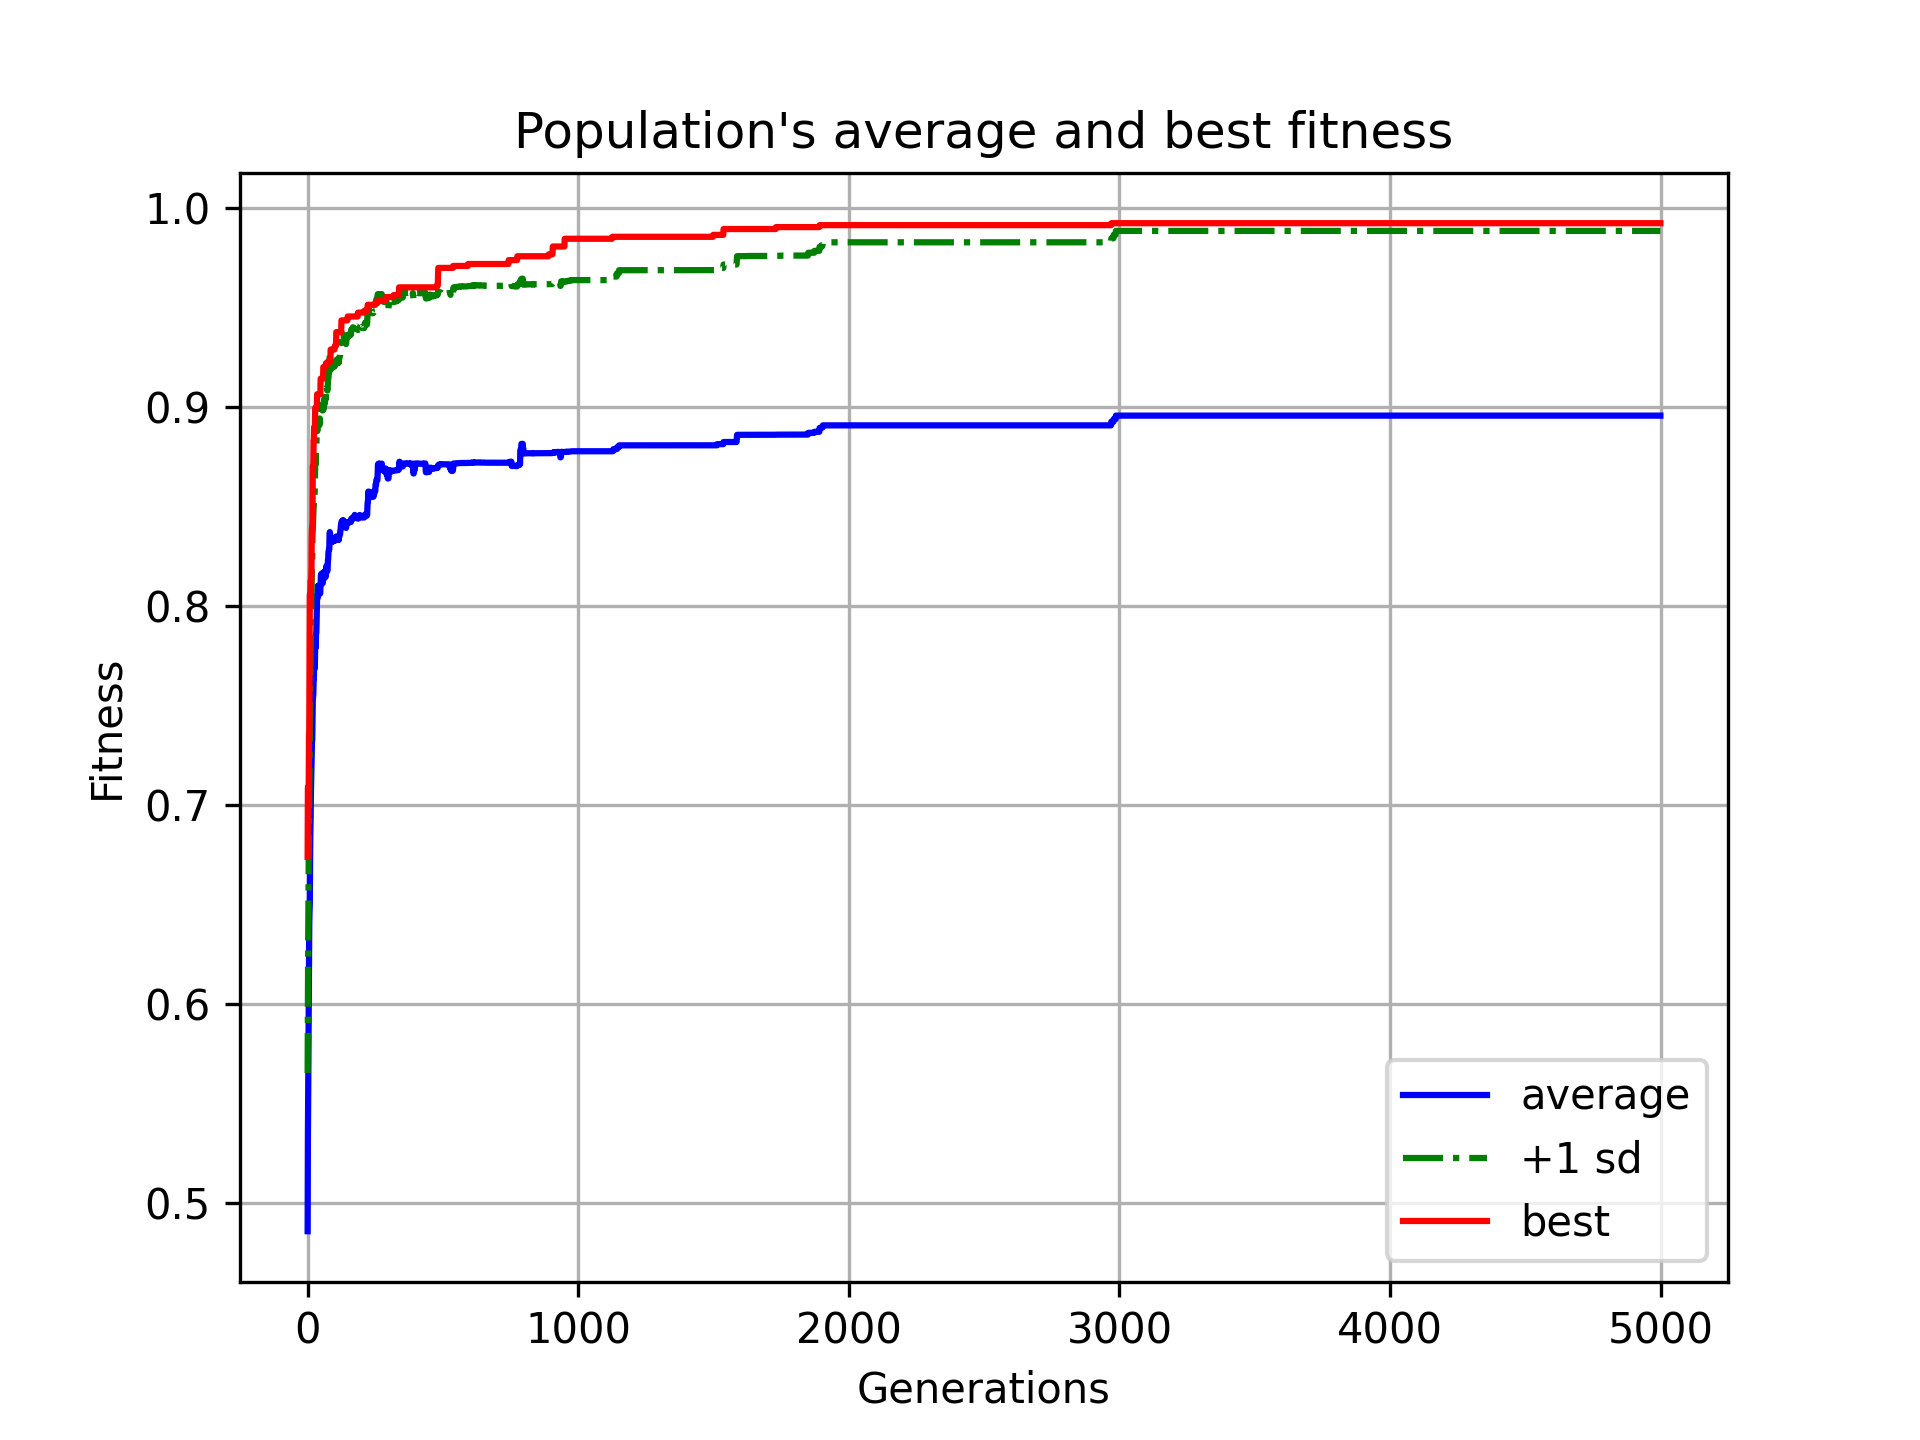 Population's average and best fitness
1.0
0.9
0.8
0.7
0.6
0.5
Fitness
0 1000 2000 3000 4000 5000
Generations
average
+1 sd
best